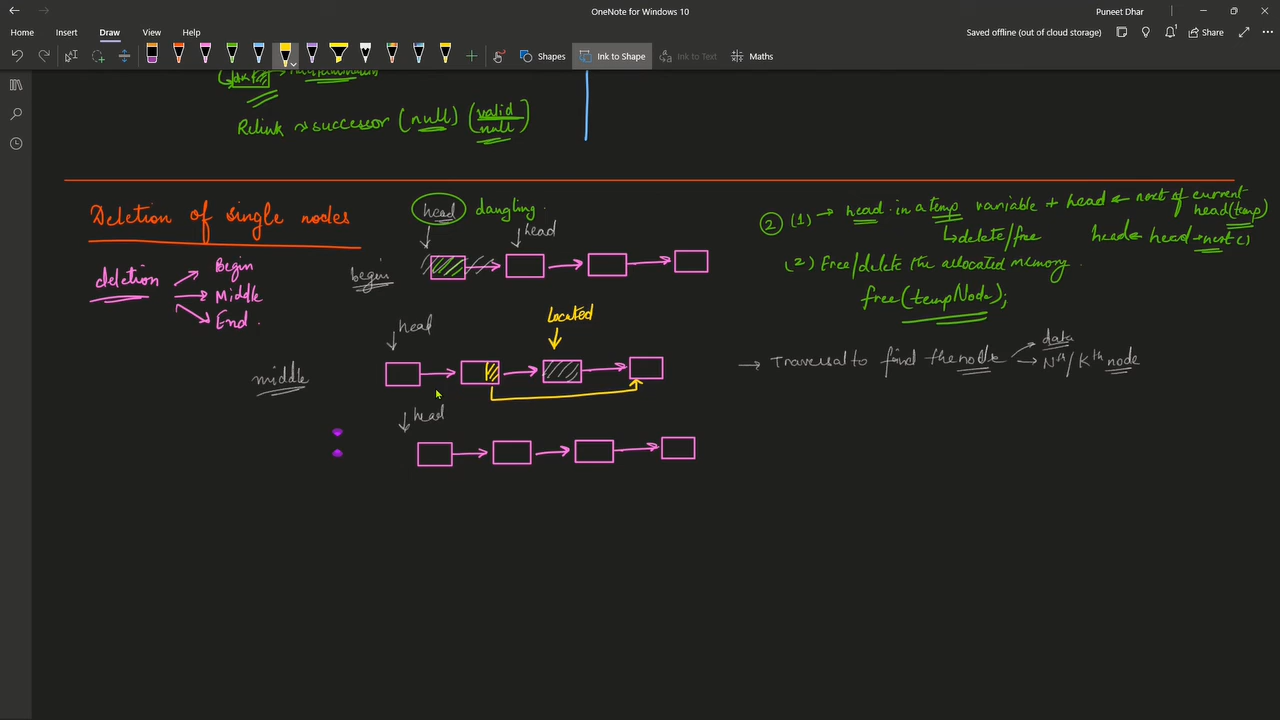 OneNote for Windows 10
Puneet Dhar
Home Insert Draw View Help
Saved offline (out of cloud storage)
Share
Shapes
Ink to Shape
Ink to Text
Maths
Relink → successor (null) (valid/null)
Deletion of single nodes
deletion
Begin
Middle
End.
head dangling.
head
begin
Located
head
middle
head
② (1) → head in a temp variable + head ← next of current head(temp)
↳ delete/free head ← head → next()
(2) Free/delete the allocated memory.
free(tempNode);
→ Traversal to find the node → data
→ Nth/Kth node